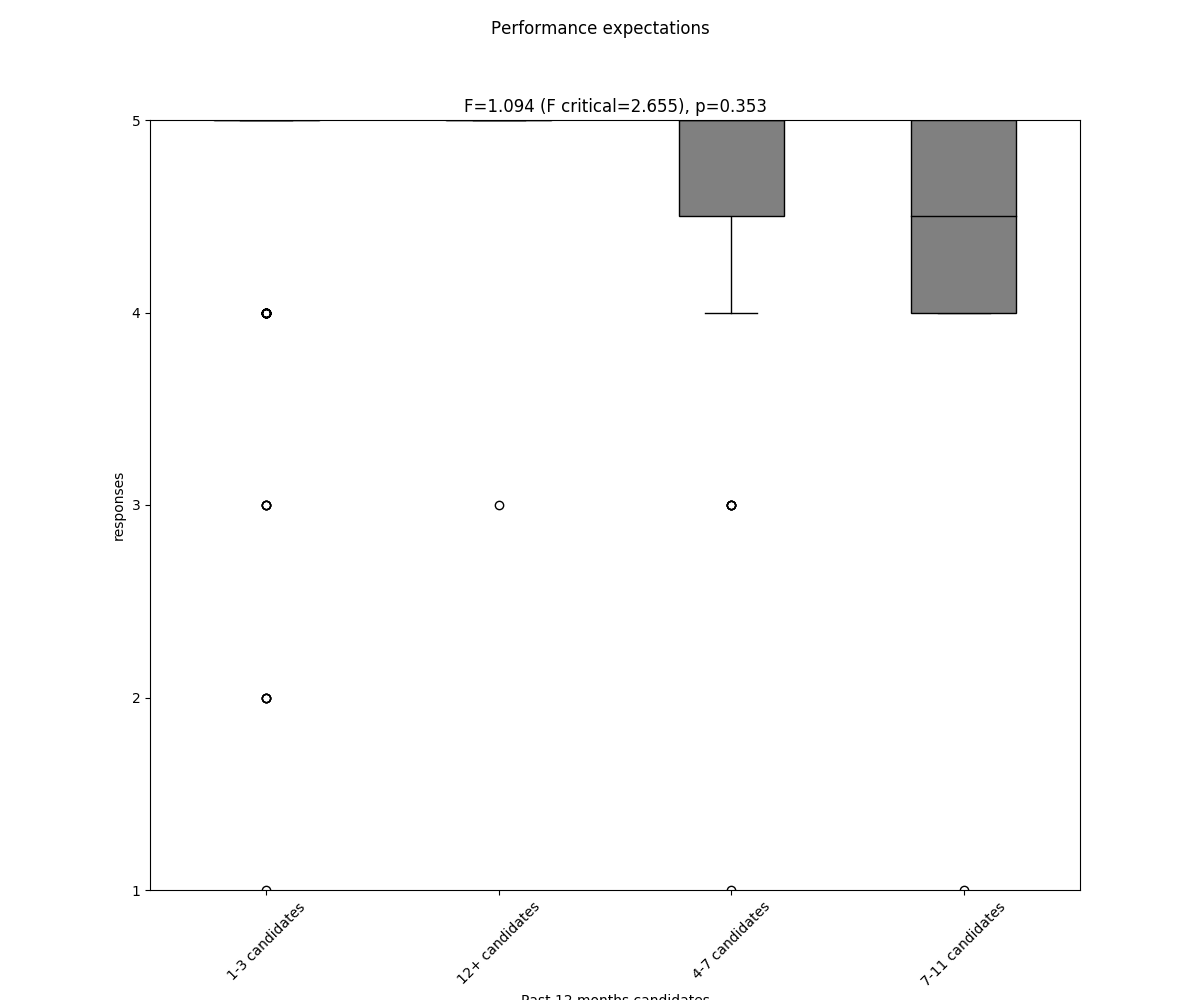 Performance expectations
F=1.094 (F critical=2.655), p=0.353
5
4
3
2
1
responses
1-3 candidates
12+ candidates
4-7 candidates
7-11 candidates
Past 12 months candidates